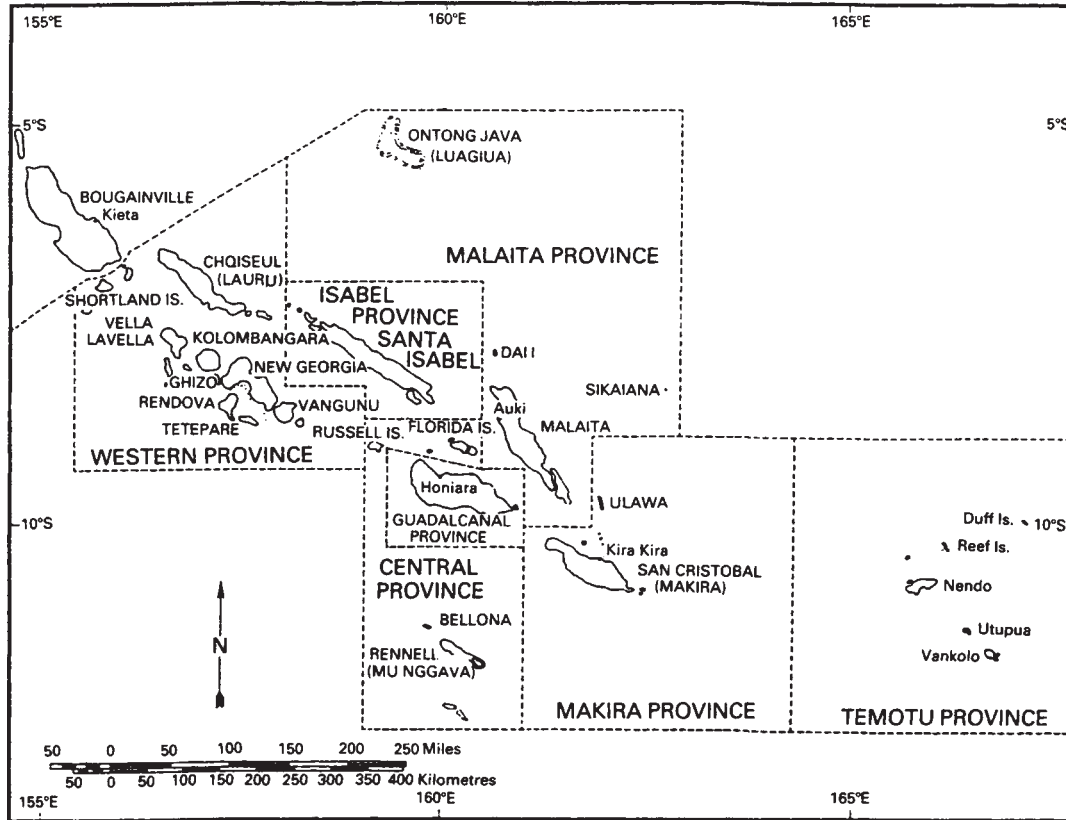 155°E 160°E 165°E
5°S 5°S
ONTONG JAVA
(LUAGIUA)
BOUGAINVILLE
Kieta
CHOISEUL
(LAURU)
MALAITA PROVINCE
SHORTLAND IS.
ISABEL
PROVINCE
SANTA
ISABEL
VELLA
LAVELLA
KOLOMBANGARA
DAI I
NEW GEORGIA
GHIZO
SIKAIANA
RENDOVA
VANGUNU
Auki
TETEPARE
RUSSELL IS.
FLORIDA IS.
MALAITA
WESTERN PROVINCE
Honiara
ULAWA
GUADALCANAL
PROVINCE
10°S
Duff Is.
10°S
Reef Is.
Kira Kira
CENTRAL
PROVINCE
SAN CRISTOBAL
(MAKIRA)
Nendo
BELLONA
Utupua
RENNELL
(MU NGGAVA)
Vankolo
N
MAKIRA PROVINCE
TEMOTU PROVINCE
50 0 50 100 150 200 250 Miles
50 0 50 100 150 200 250 300 350 400 Kilometres
155°E 160°E 165°E